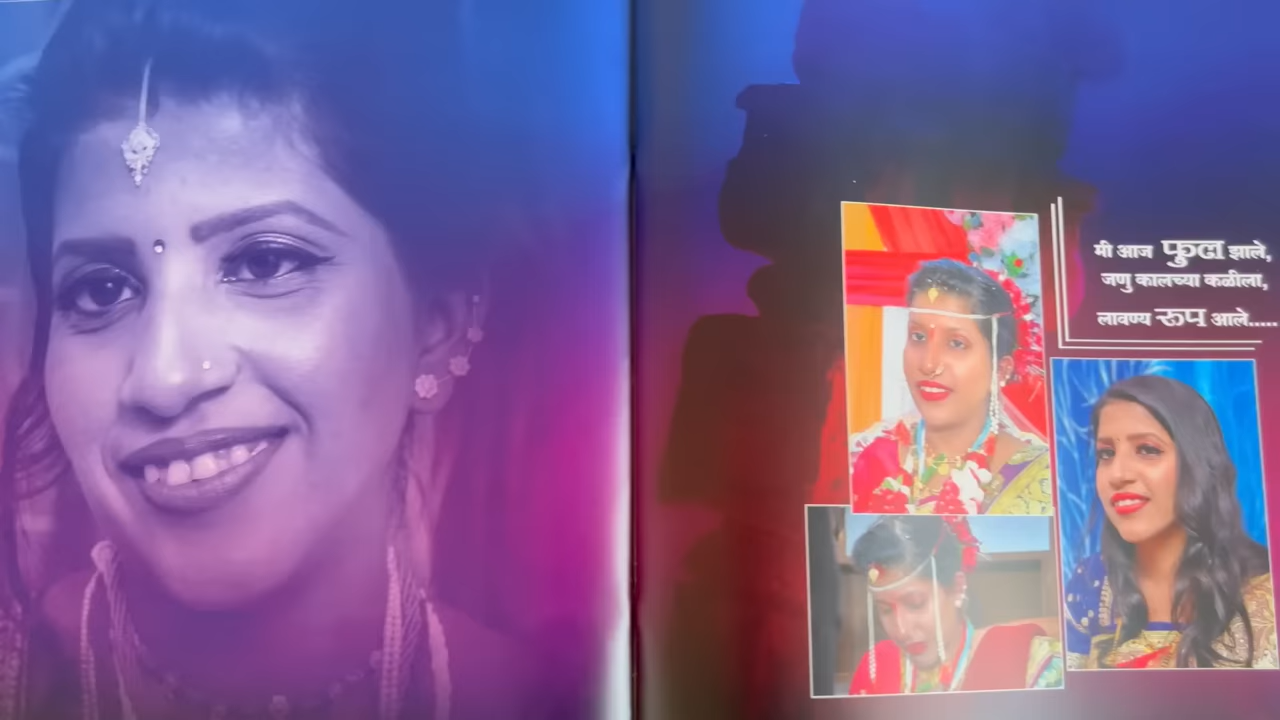 मी आज फुल झाले,
जणु कालच्या कळीला,
लावण्य रुप आले.....